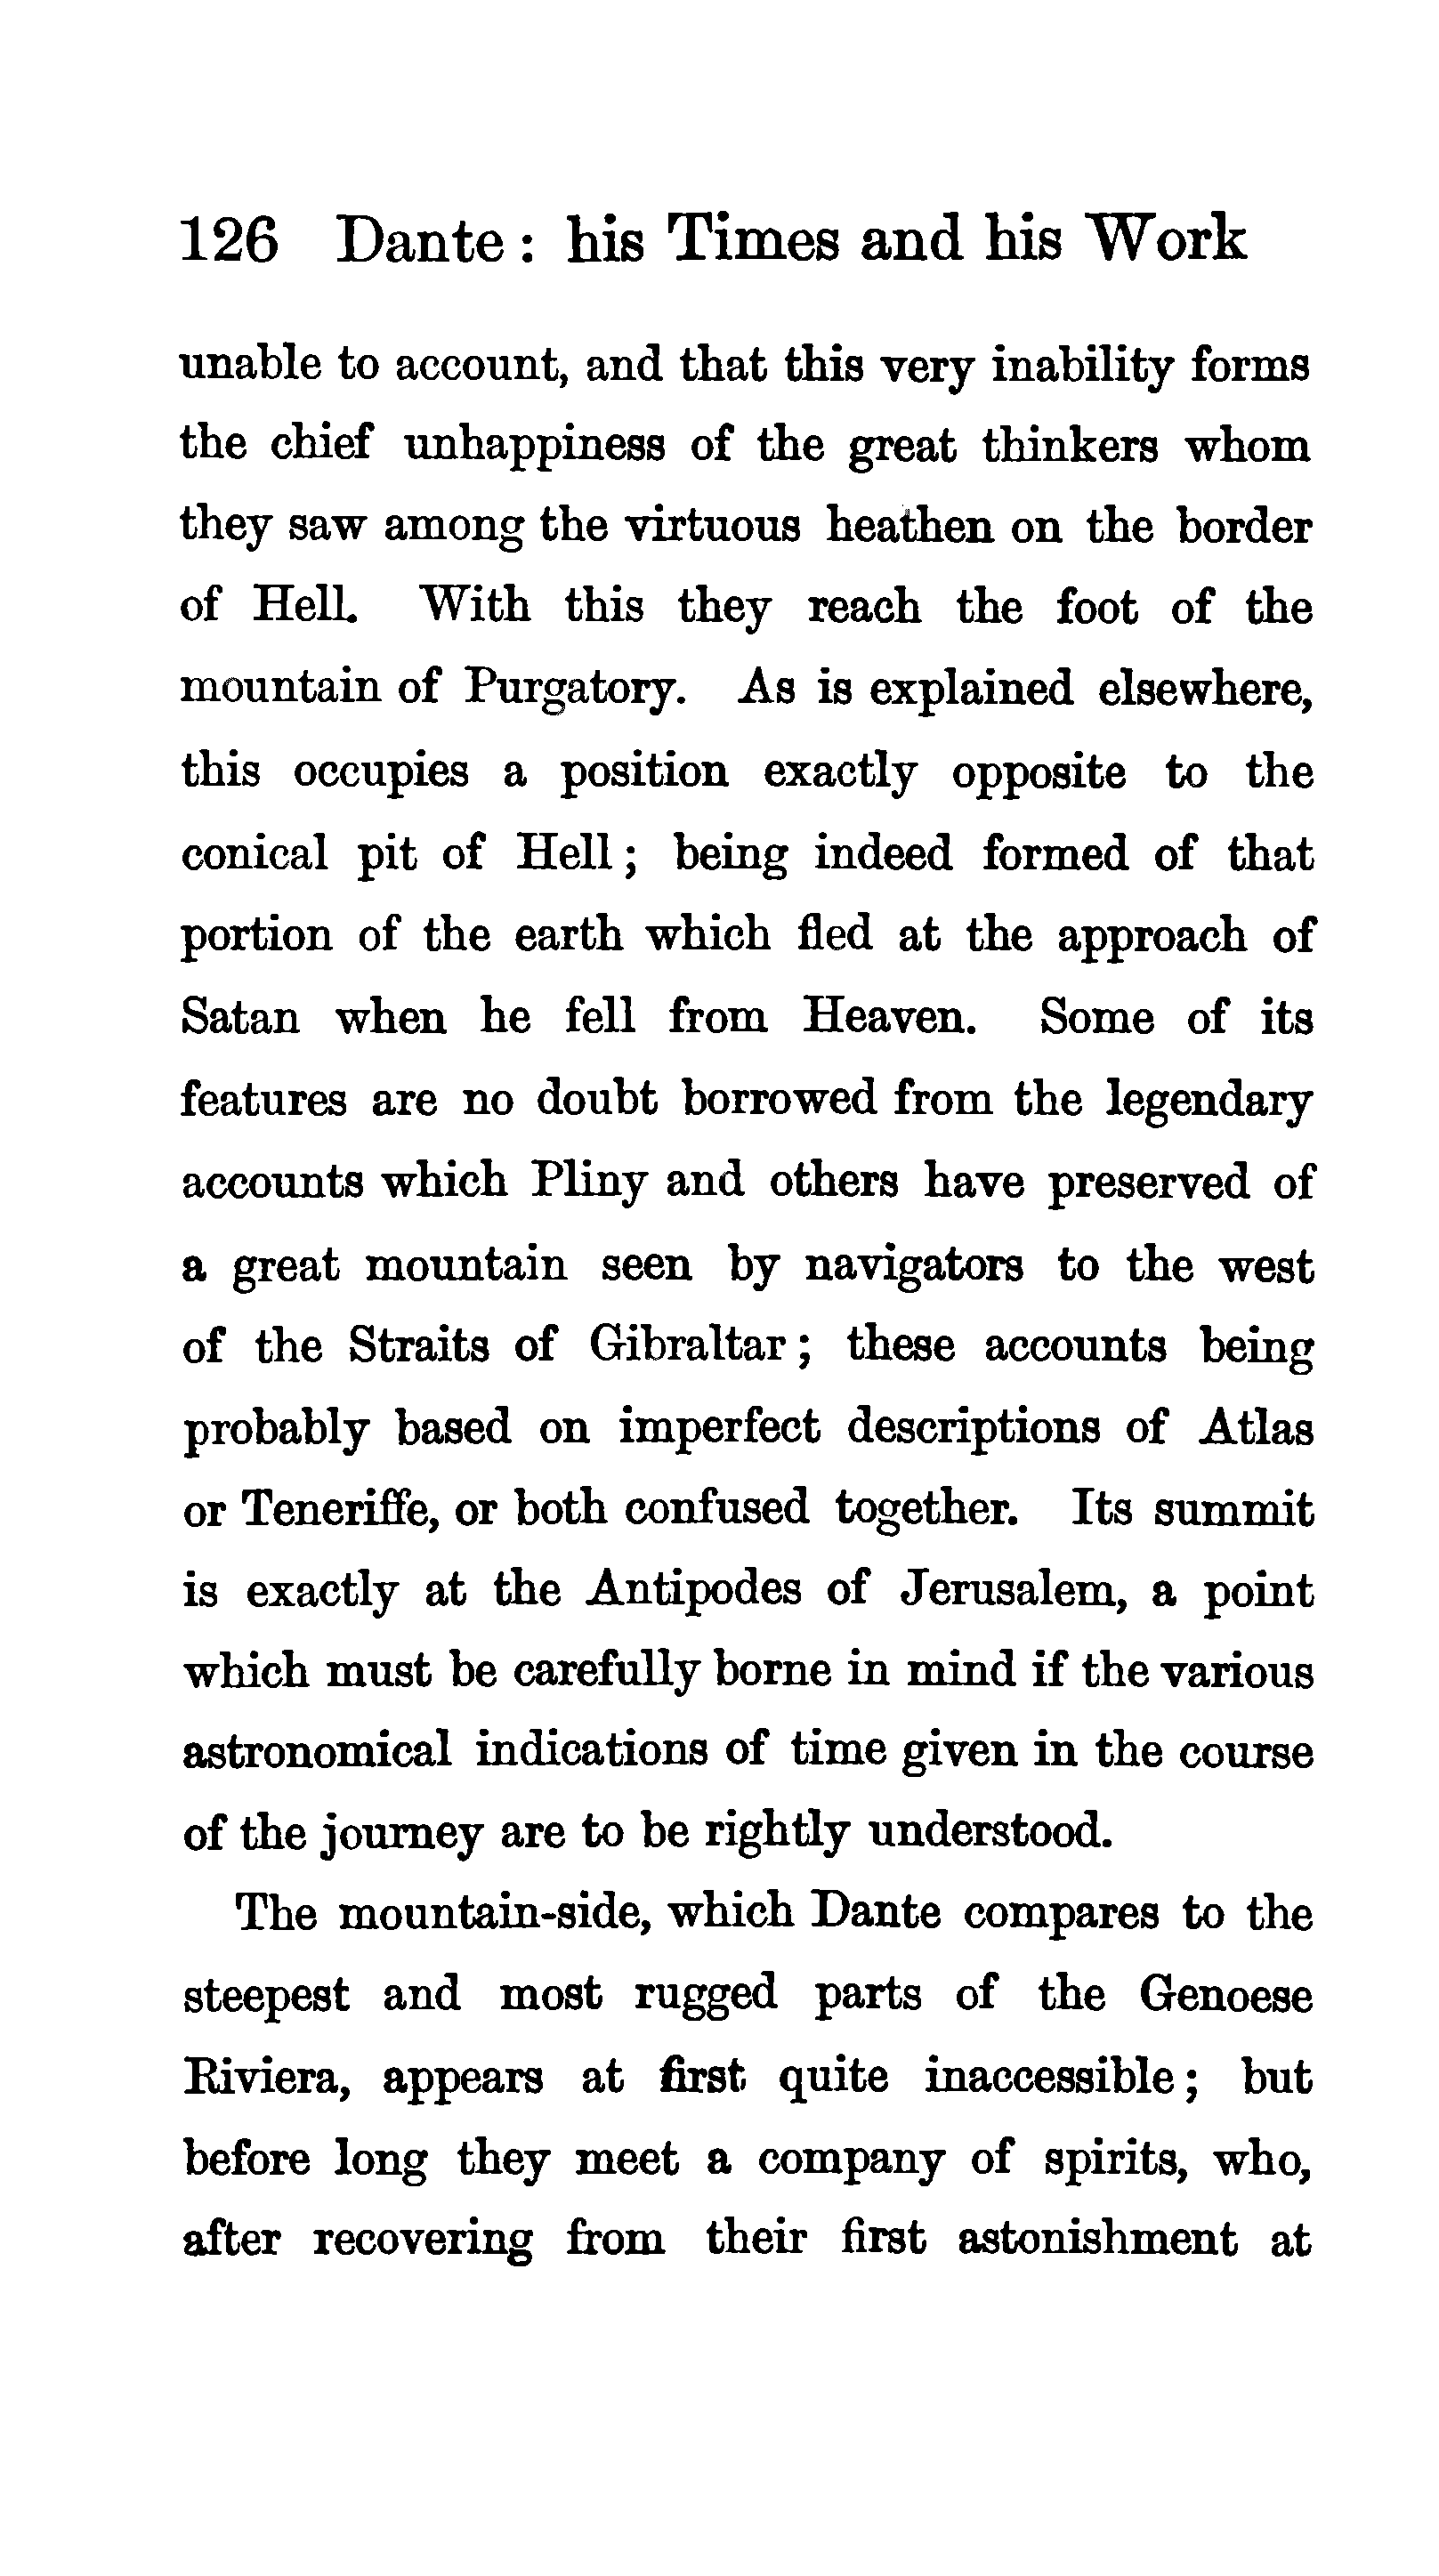 126 Dante: his Times and his Work
unable to account, and that this very inability forms
the chief unhappiness of the great thinkers whom
they saw among the virtuous heathen on the border
of Hell. With this they reach the foot of the
mountain of Purgatory. As is explained elsewhere,
this occupies a position exactly opposite to the
conical pit of Hell; being indeed formed of that
portion of the earth which fled at the approach of
Satan when he fell from Heaven. Some of its
features are no doubt borrowed from the legendary
accounts which Pliny and others have preserved of
a great mountain seen by navigators to the west
of the Straits of Gibraltar; these accounts being
probably based on imperfect descriptions of Atlas
or Teneriffe, or both confused together. Its summit
is exactly at the Antipodes of Jerusalem, a point
which must be carefully borne in mind if the various
astronomical indications of time given in the course
of the journey are to be rightly understood.
The mountain-side, which Dante compares to the
steepest and most rugged parts of the Genoese
Riviera, appears at first quite inaccessible; but
before long they meet a company of spirits, who,
after recovering from their first astonishment at